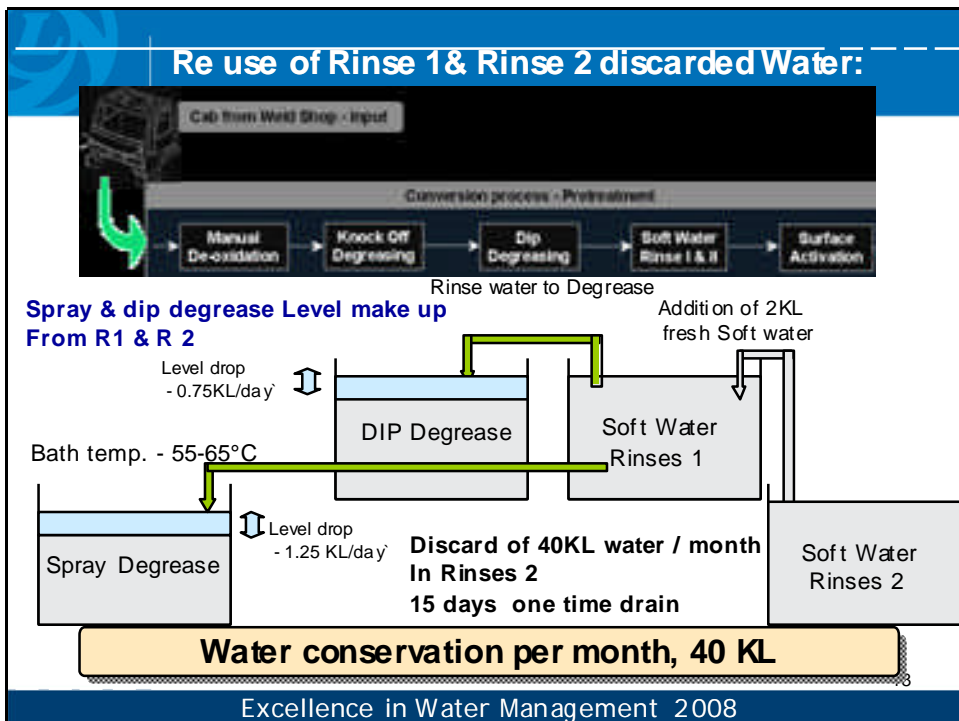 Re use of Rinse 1& Rinse 2 discarded Water:
Cab from Weld Shop - Input
Conversion process - Pretreatment
Manual
De-oxidation
Knock Off
Degreasing
Dip
Degreasing
Soft Water
Rinse I & II
Surface
Activation
Rinse water to Degrease
Spray & dip degrease Level make up
From R1 & R 2
Addition of 2KL
fresh Soft water
Level drop
- 0.75KL/day`
DIP Degrease
Soft Water
Rinses 1
Bath temp. - 55-65°C
Level drop
- 1.25 KL/day`
Spray Degrease
Discard of 40KL water / month
In Rinses 2
15 days one time drain
Soft Water
Rinses 2
Water conservation per month, 40 KL
Excellence in Water Management 2008